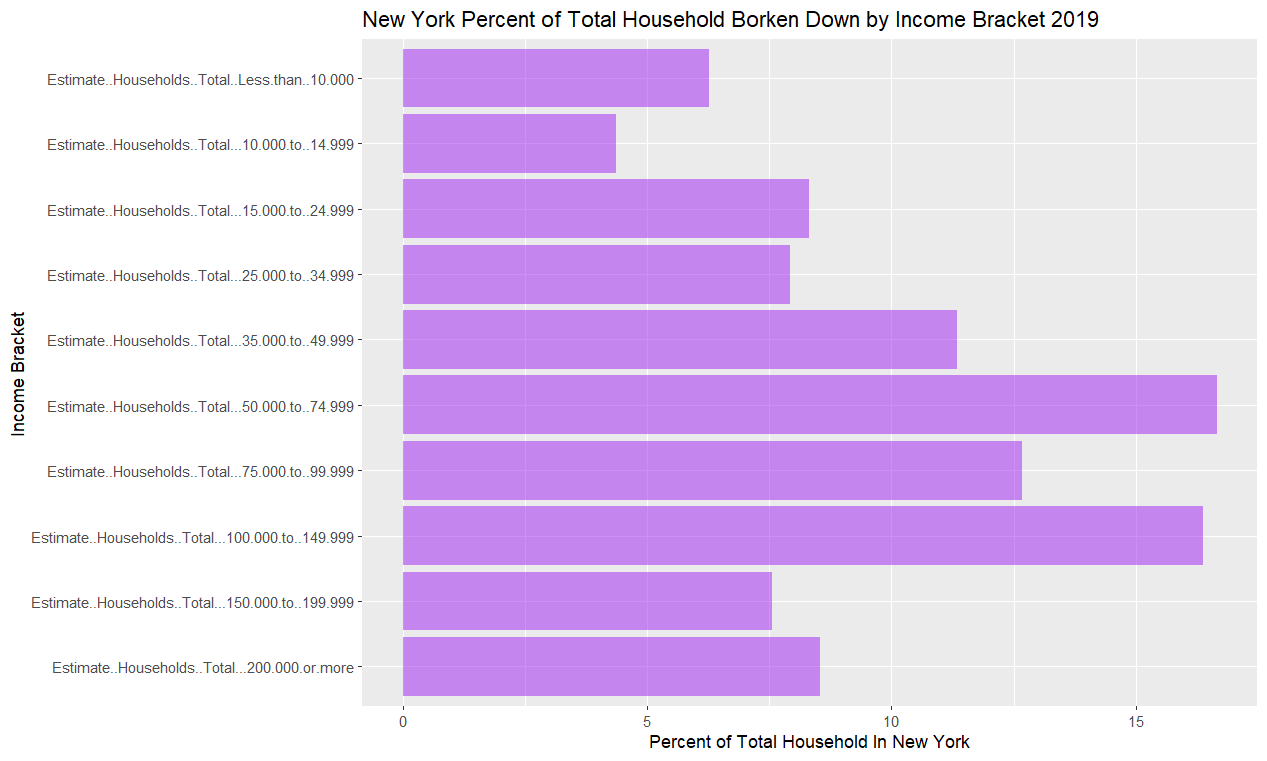 New York Percent of Total Household Borken Down by Income Bracket 2019
Estimate..Households..Total..Less.than..10.000
Estimate..Households..Total...10.000.to..14.999
Estimate..Households..Total...15.000.to..24.999
Estimate..Households..Total...25.000.to..34.999
Estimate..Households..Total...35.000.to..49.999
Estimate..Households..Total...50.000.to..74.999
Estimate..Households..Total...75.000.to..99.999
Estimate..Households..Total...100.000.to..149.999
Estimate..Households..Total...150.000.to..199.999
Estimate..Households..Total...200.000.or.more
Income Bracket
0 5 10 15
Percent of Total Household In New York